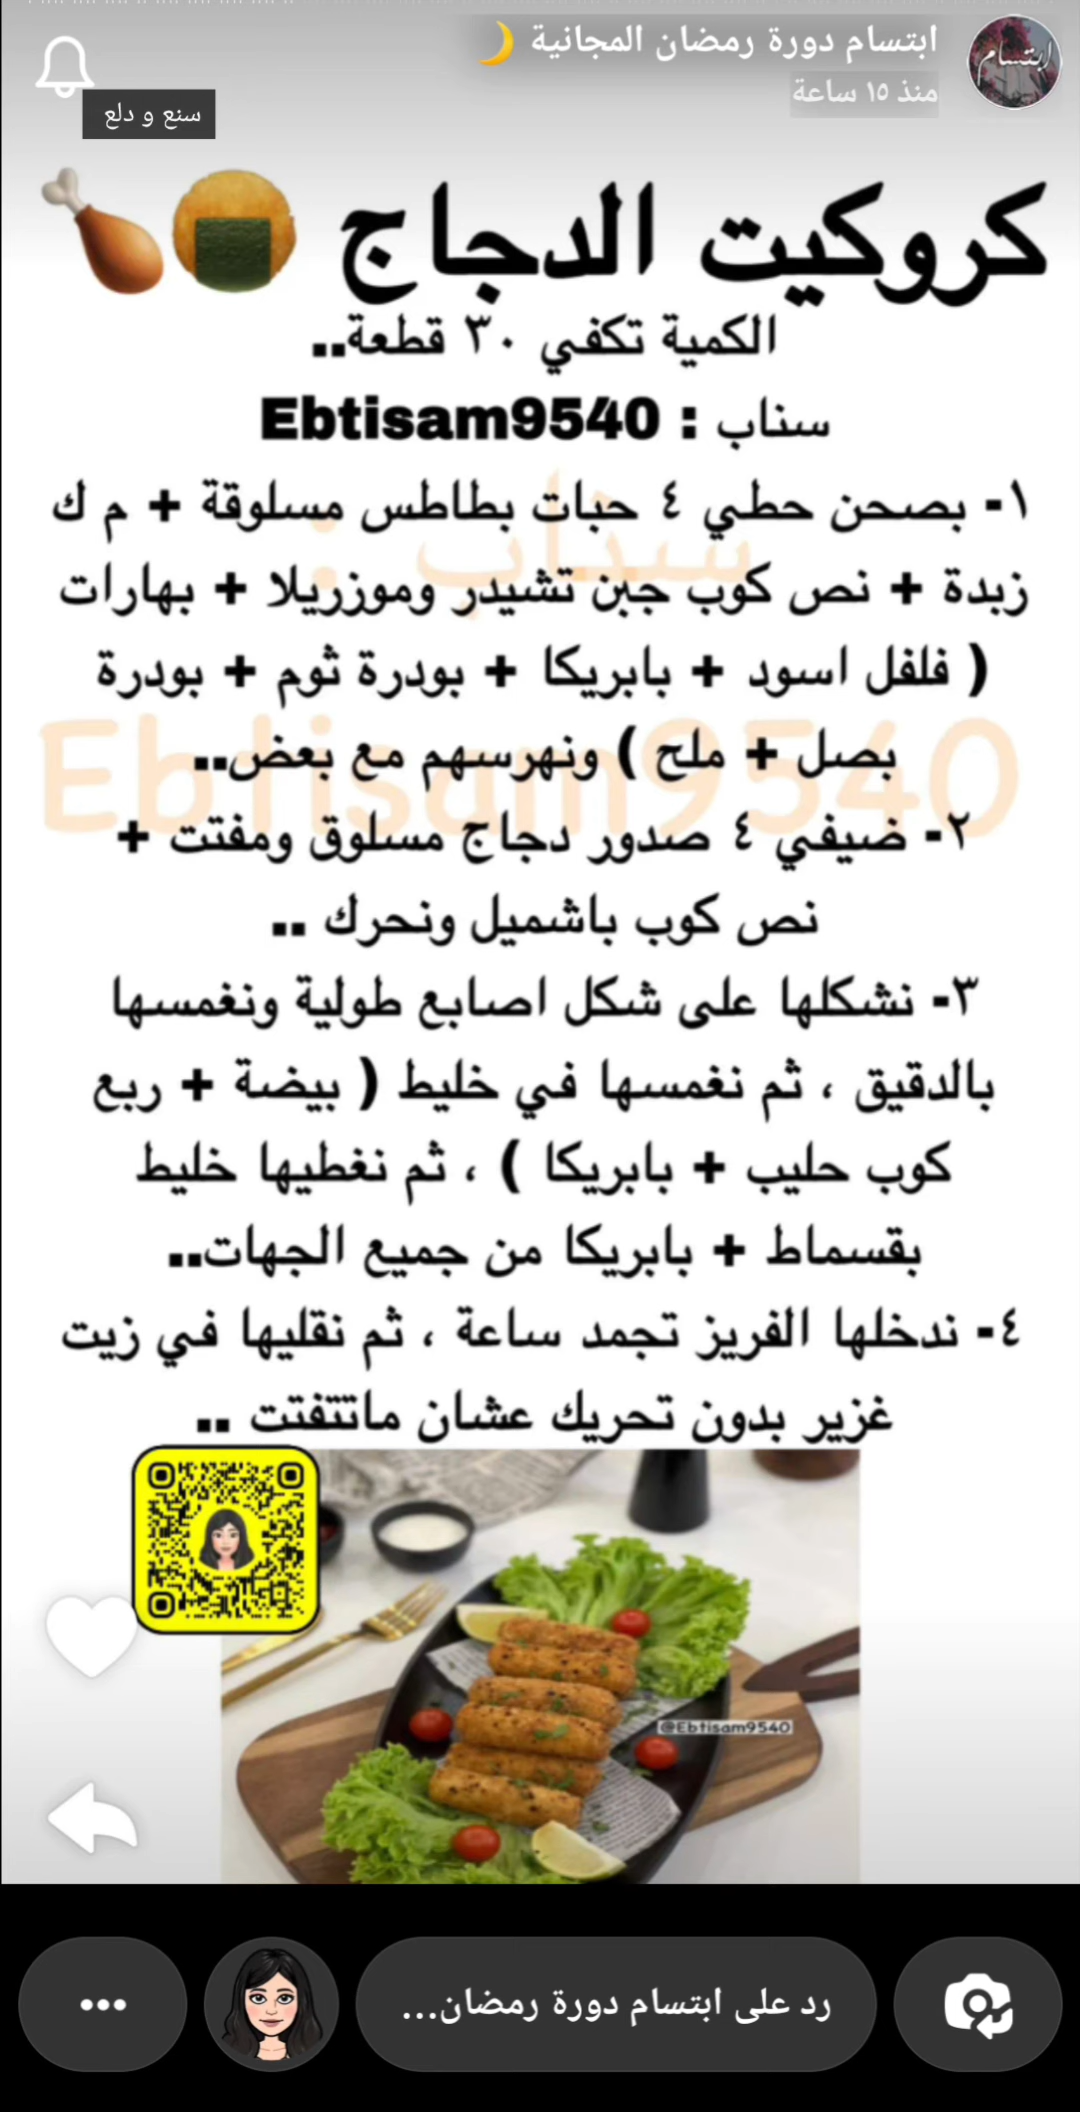 ابتسام دورة رمضان المجانية 🌙
منذ ١٥ ساعة
ابتسام
سنع و دلع
كروكيت الدجاج
الكمية تكفي ٣٠ قطعة..
سناب : Ebtisam9540
١- بصحن حطي ٤ حبات بطاطس مسلوقة + م ك
زبدة + نص كوب جبن تشيدر وموزريلا + بهارات
( فلفل اسود + بابريكا + بودرة ثوم + بودرة
بصل + ملح ) ونهرسهم مع بعض..
٢- ضيفي ٤ صدور دجاج مسلوق ومفتت +
نص كوب باشميل ونحرك ..
٣- نشكلها على شكل اصابع طولية ونغمسها
بالدقيق ، ثم نغمسها في خليط ( بيضة + ربع
كوب حليب + بابريكا ) ، ثم نغطيها خليط
بقسماط + بابريكا من جميع الجهات..
٤- ندخلها الفريز تجمد ساعة ، ثم نقليها في زيت
غزير بدون تحريك عشان ماتتفتت ..
سناب :
Ebtisam9540
@Ebtisam9540
رد على ابتسام دورة رمضان...